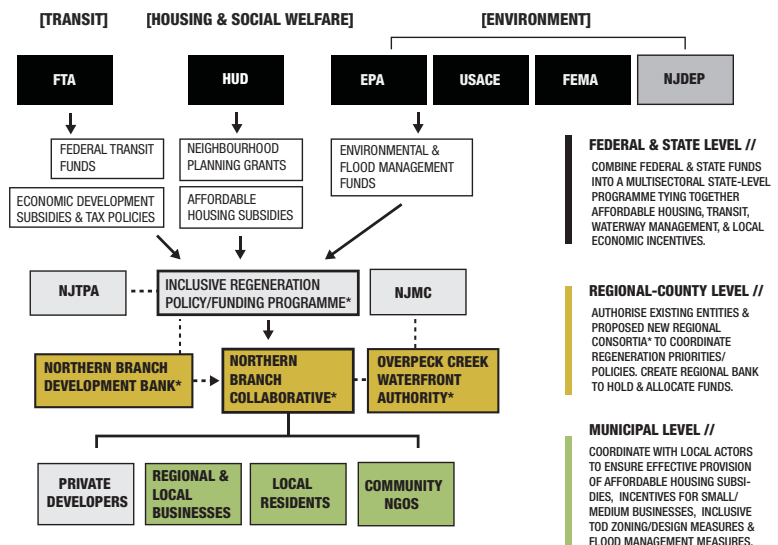 [TRANSIT]
[HOUSING & SOCIAL WELFARE]
[ENVIRONMENT]
FTA
HUD
EPA
USACE
FEMA
NJDEP
FEDERAL TRANSIT
FUNDS
NEIGHBOURHOOD
PLANNING GRANTS
ENVIRONMENTAL &
FLOOD MANAGEMENT
FUNDS
ECONOMIC DEVELOPMENT
SUBSIDIES & TAX POLICIES
AFFORDABLE
HOUSING SUBSIDIES
NJTPA
INCLUSIVE REGENERATION
POLICY/FUNDING PROGRAMME*
NJMC
NORTHERN BRANCH
DEVELOPMENT BANK*
NORTHERN
BRANCH
COLLABORATIVE*
OVERPECK CREEK
WATERFRONT
AUTHORITY*
PRIVATE
DEVELOPERS
REGIONAL &
LOCAL
BUSINESSES
LOCAL
RESIDENTS
COMMUNITY
NGOS
FEDERAL & STATE LEVEL //
COMBINE FEDERAL & STATE FUNDS
INTO A MULTISECTORAL STATE-LEVEL
PROGRAMME TYING TOGETHER
AFFORDABLE HOUSING, TRANSIT,
WATERWAY MANAGEMENT, & LOCAL
ECONOMIC INCENTIVES.
REGIONAL-COUNTY LEVEL //
AUTHORISE EXISTING ENTITIES &
PROPOSED NEW REGIONAL
CONSORTIA* TO COORDINATE
REGENERATION PRIORITIES/
POLICIES. CREATE REGIONAL BANK
TO HOLD & ALLOCATE FUNDS.
MUNICIPAL LEVEL //
COORDINATE WITH LOCAL ACTORS
TO ENSURE EFFECTIVE PROVISION
OF AFFORDABLE HOUSING SUBSI-
DIES, INCENTIVES FOR SMALL/
MEDIUM BUSINESSES, INCLUSIVE
TOD ZONING/DESIGN MEASURES &
FLOOD MANAGEMENT MEASURES.